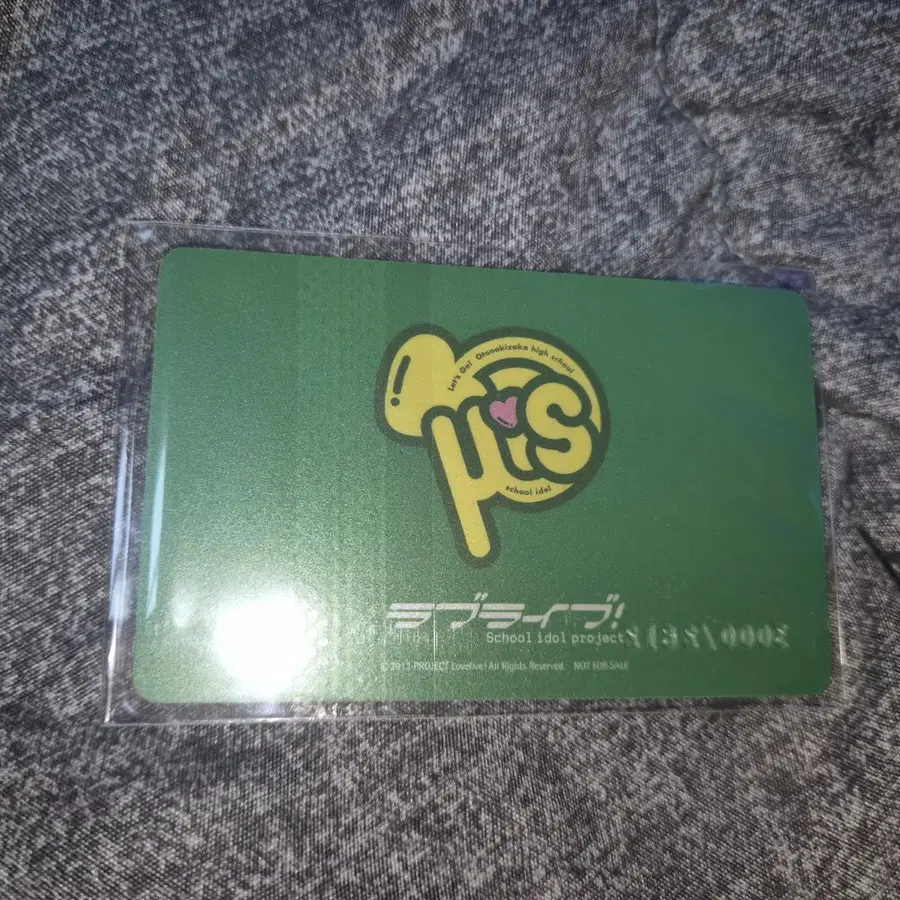 Let's Go! Otonokizaka high school
μ's
school idol
ラブライブ!
School idol project
© 2013 PROJECT Lovelive! All Rights Reserved. NOT FOR SALE